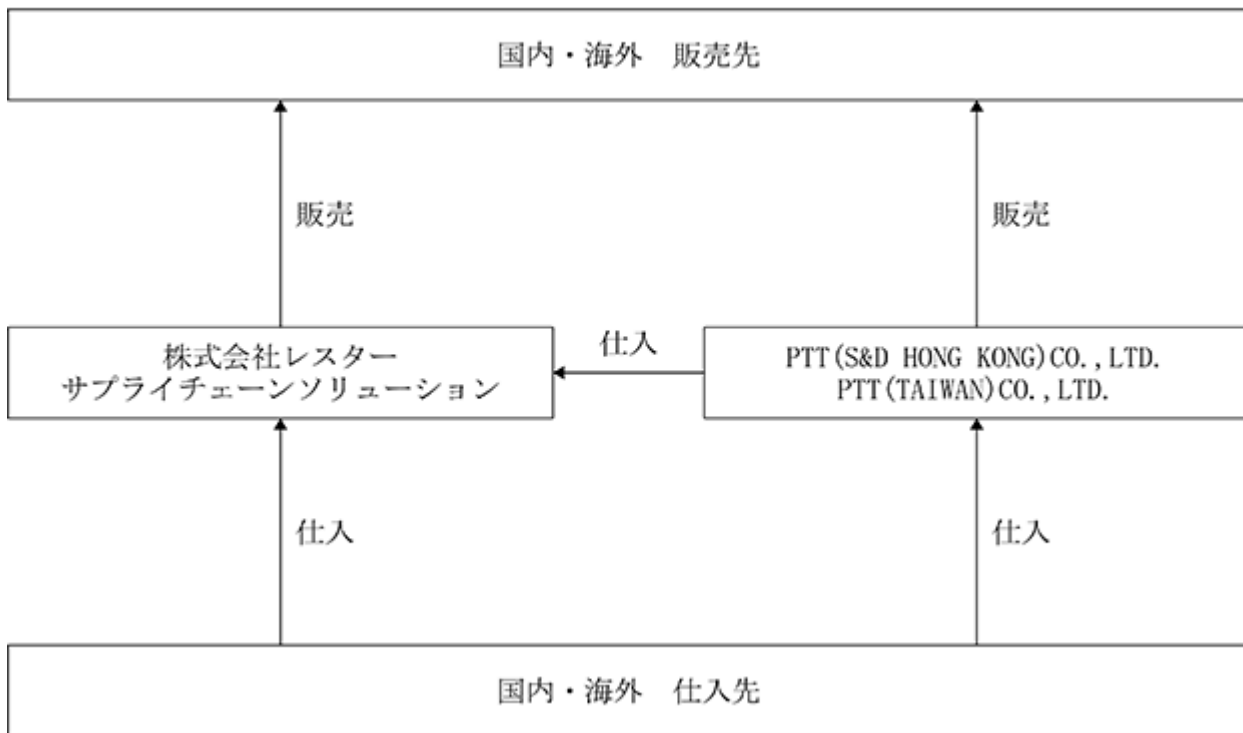 国内・海外　販売先
販売
販売
株式会社レスター
サプライチェーンソリューション
仕入
PTT(S&D HONG KONG)CO.,LTD.
PTT(TAIWAN)CO.,LTD.
仕入
仕入
国内・海外　仕入先